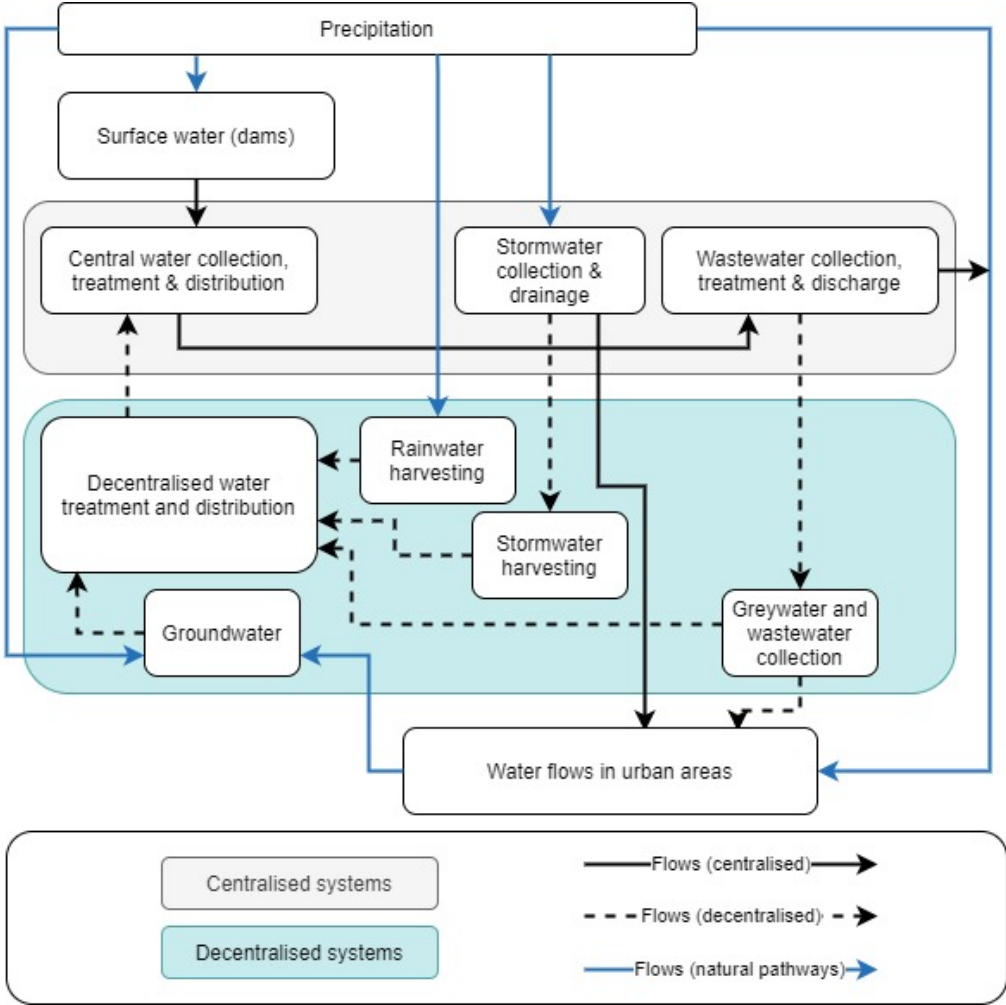 Precipitation
Surface water (dams)
Central water collection,
treatment & distribution
Stormwater
collection &
drainage
Wastewater collection,
treatment & discharge
Decentralised water
treatment and distribution
Rainwater
harvesting
Stormwater
harvesting
Groundwater
Greywater and
wastewater
collection
Water flows in urban areas
Centralised systems
Decentralised systems
Flows (centralised)
Flows (decentralised)
Flows (natural pathways)